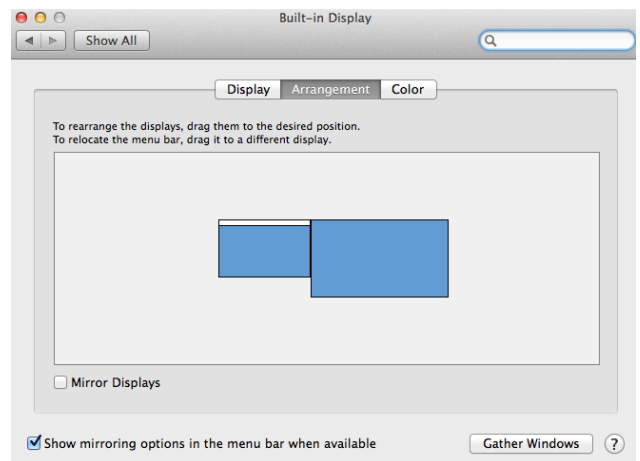 Built-in Display
Show All
Display Arrangement Color
To rearrange the displays, drag them to the desired position.
To relocate the menu bar, drag it to a different display.
Mirror Displays
Show mirroring options in the menu bar when available
Gather Windows ?